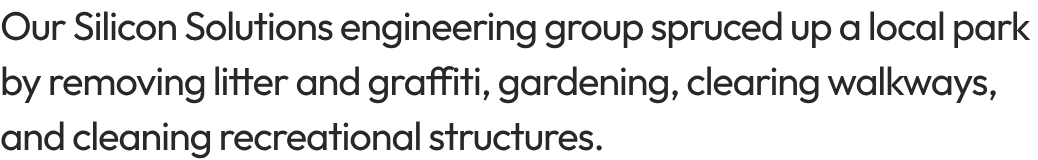 Our Silicon Solutions engineering group spruced up a local park
by removing litter and graffiti, gardening, clearing walkways,
and cleaning recreational structures.